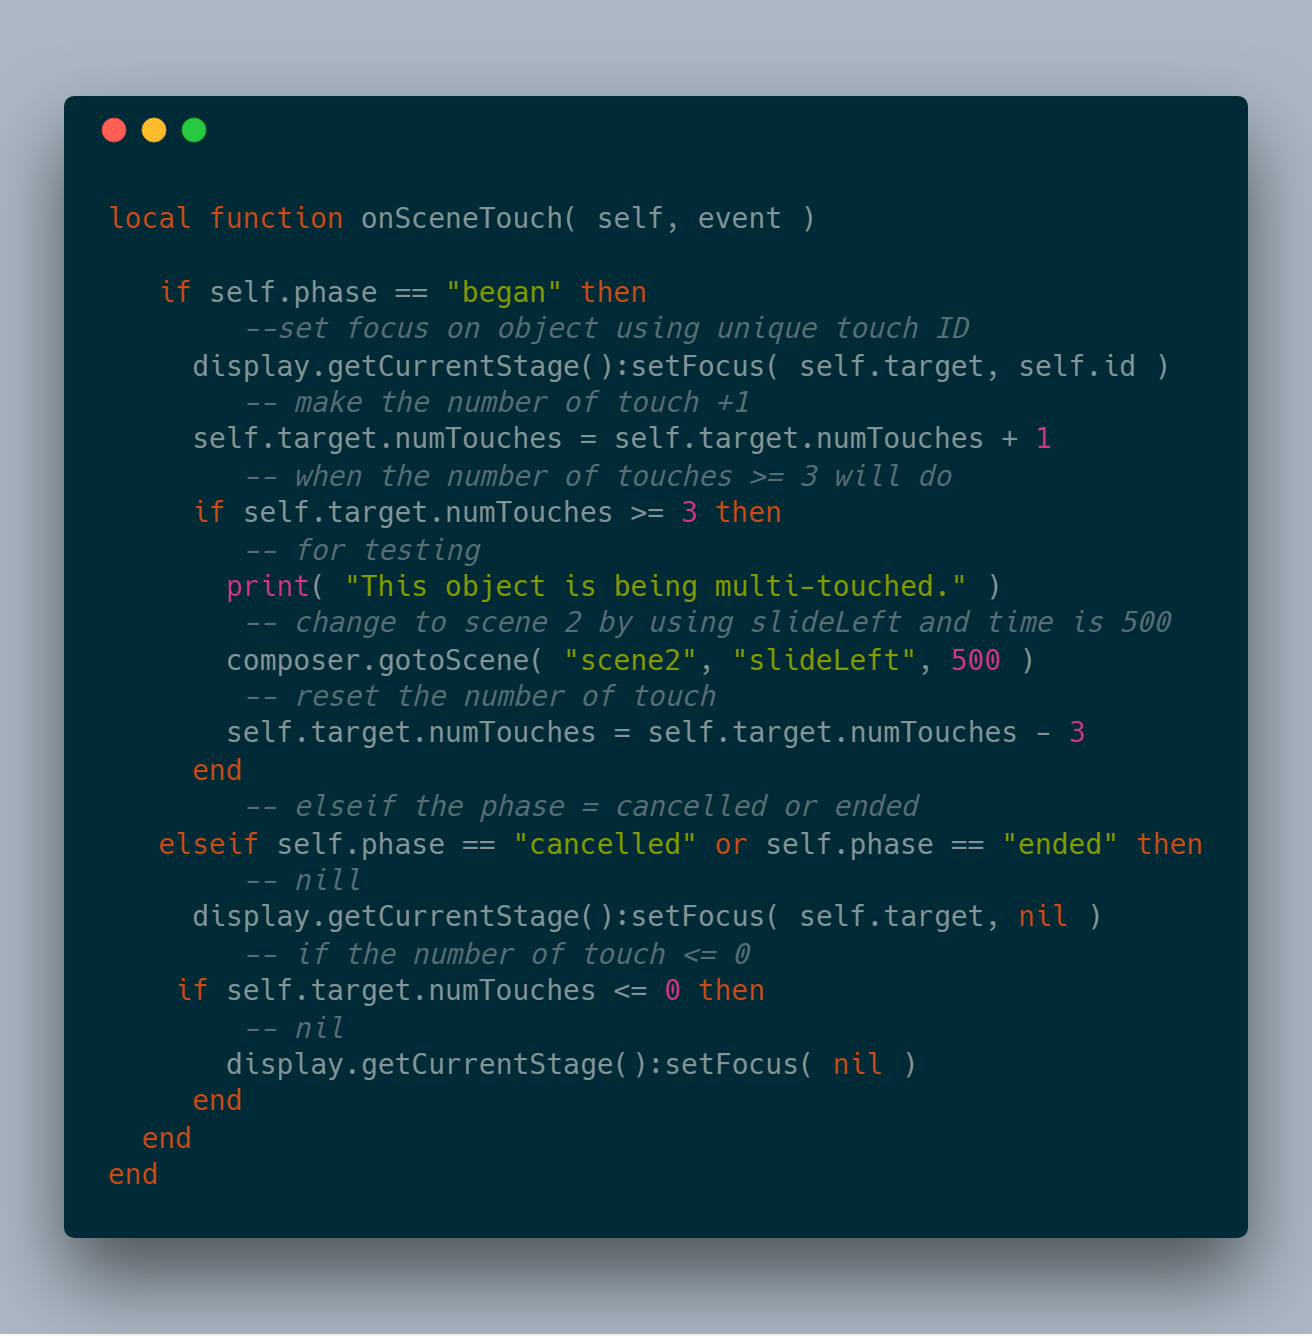 local function onSceneTouch( self, event )
if self.phase == "began" then
--set focus on object using unique touch ID
display.getCurrentStage():setFocus( self.target, self.id )
-- make the number of touch +1
self.target.numTouches = self.target.numTouches + 1
-- when the number of touches >= 3 will do
if self.target.numTouches >= 3 then
-- for testing
print( "This object is being multi-touched." )
-- change to scene 2 by using slideLeft and time is 500
composer.gotoScene( "scene2", "slideLeft", 500 )
-- reset the number of touch
self.target.numTouches = self.target.numTouches - 3
end
-- elseif the phase = cancelled or ended
elseif self.phase == "cancelled" or self.phase == "ended" then
-- nill
display.getCurrentStage():setFocus( self.target, nil )
-- if the number of touch <= 0
if self.target.numTouches <= 0 then
-- nil
display.getCurrentStage():setFocus( nil )
end
end
end